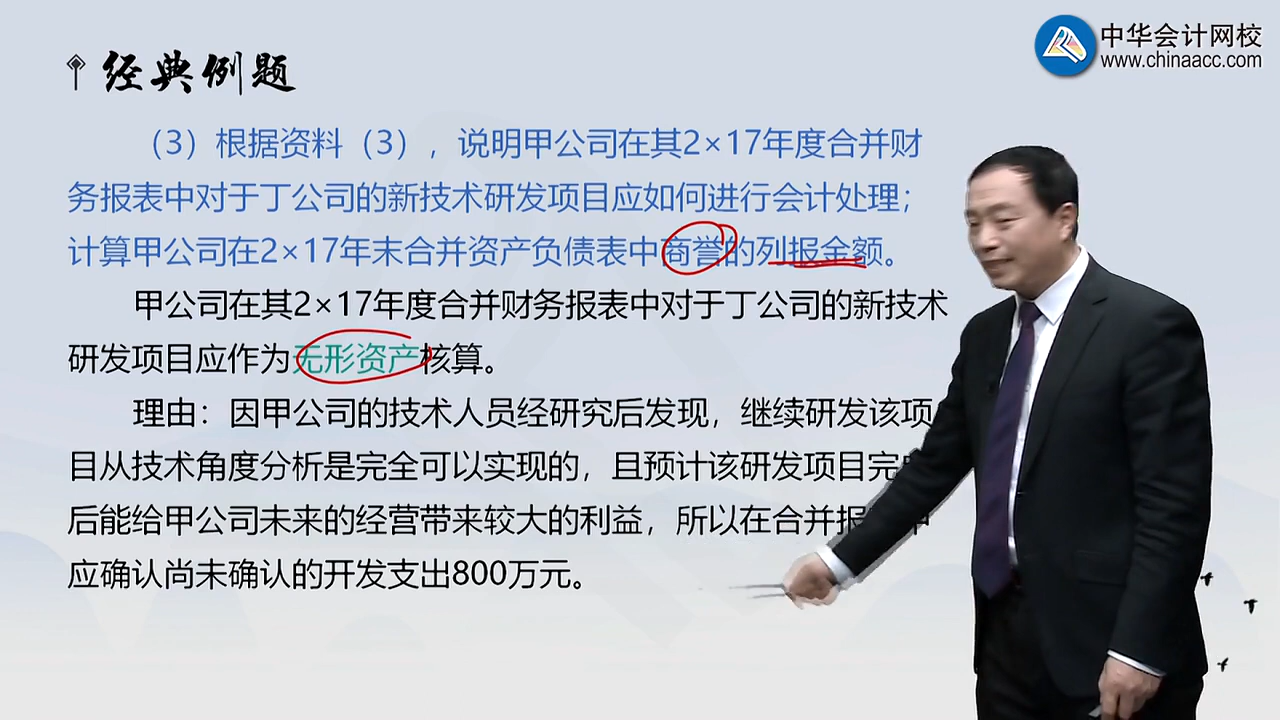 经典例题
中华会计网校
www.chinaacc.com
（3）根据资料（3），说明甲公司在其2×17年度合并财
务报表中对于丁公司的新技术研发项目应如何进行会计处理；
计算甲公司在2×17年末合并资产负债表中商誉的列报金额。
甲公司在其2×17年度合并财务报表中对于丁公司的新技术
研发项目应作为无形资产核算。
理由：因甲公司的技术人员经研究后发现，继续研发该项
目从技术角度分析是完全可以实现的，且预计该研发项目完
后能给甲公司未来的经营带来较大的利益，所以在合并报
应确认尚未确认的开发支出800万元。